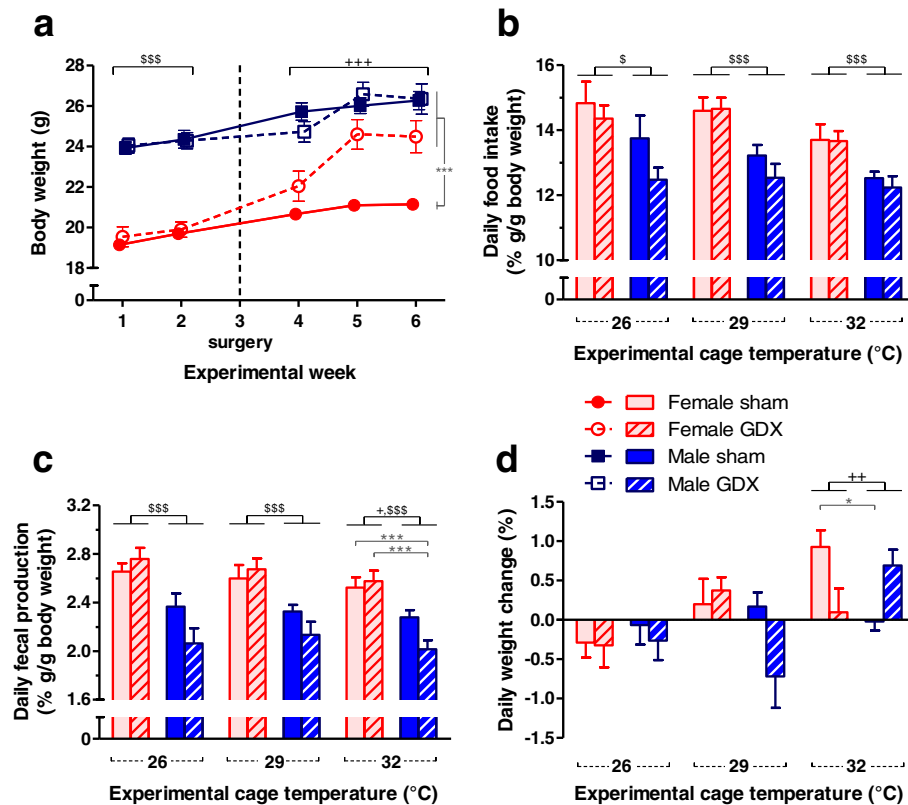 a
$$$
+++
28
26
24
22
20
18
0
Body weight (g)
***
1 2 3 4 5 6
surgery
Experimental week
b
$ $$$ $$$
16
14
12
10
0
Daily food intake
(% g/g body weight)
26 29 32
Experimental cage temperature (°C)
Female sham
Female GDX
Male sham
Male GDX
c
$$$ $$$ +,$$$
***
***
3.2
2.8
2.4
2.0
1.6
0
Daily fecal production
(% g/g body weight)
26 29 32
Experimental cage temperature (°C)
d
++
*
1.5
1.0
0.5
0.0
-0.5
-1.0
-1.5
Daily weight change (%)
26 29 32
Experimental cage temperature (°C)